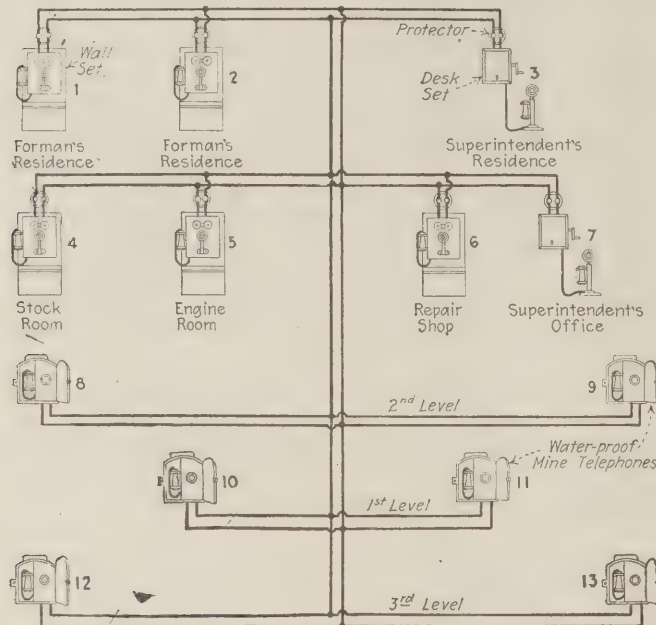 Protector
Wall
Set
1
2
3
Desk
Set
Forman's
Residence
Forman's
Residence
Superintendent's
Residence
4
5
6
7
Stock
Room
Engine
Room
Repair
Shop
Superintendent's
Office
8
9
2nd Level
Water-proof
Mine Telephones
10
11
1st Level
12
13
3rd Level